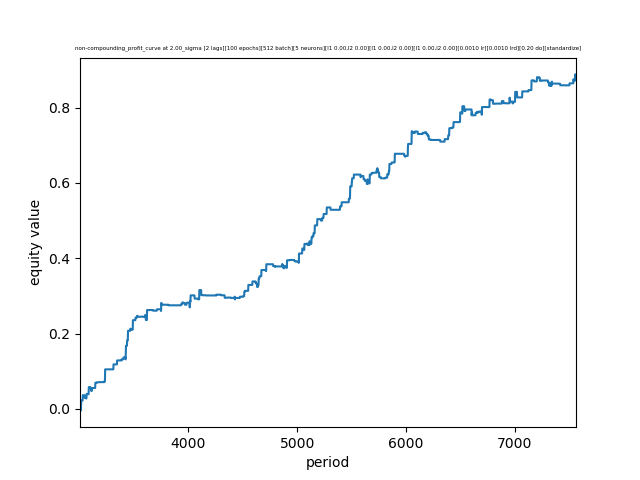 non-compounding_profit_curve at 2.00_sigma [2 lags][100 epochs][512 batch][5 neurons][l1 0.00,l2 0.00][l1 0.00,l2 0.00][l1 0.00,l2 0.00][0.0010 lr][0.0010 lrd][0.20 do][standardize]
0.8
0.6
0.4
0.2
0.0
equity value
4000 5000 6000 7000
period